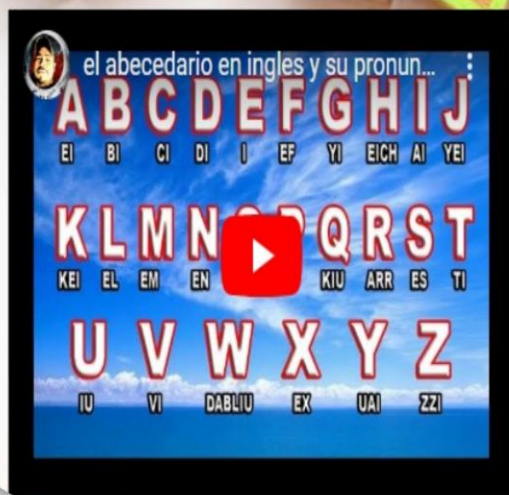 el abecedario en ingles y su pronun...
A B C D E F G H I J
EI BI CI DI I EF YI EICH AI YEI
K L M N Q R S T
KEI EL EM EN KIU ARR ES TI
U V W X Y Z
IU VI DABLIU EX UAI ZZI